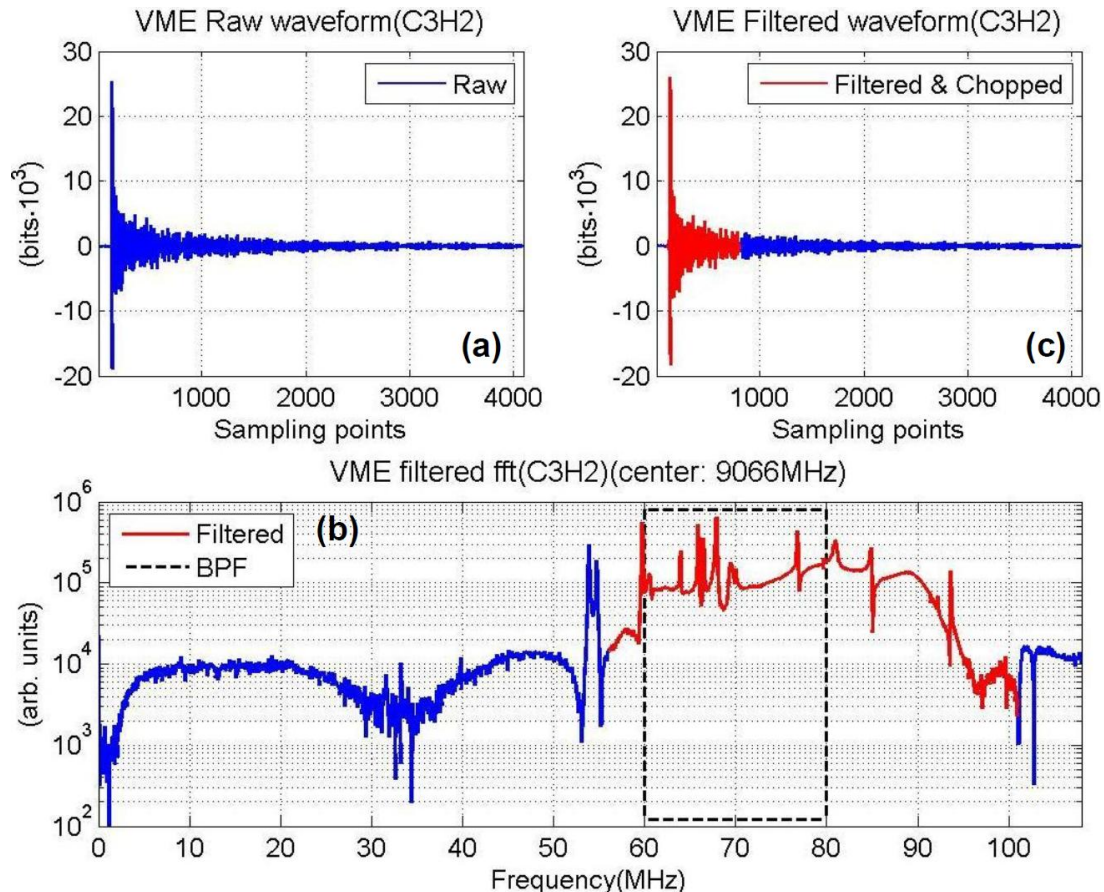 VME Raw waveform(C3H2)
30
20
10
0
-10
-20
(bits·10³)
Raw
(a)
1000 2000 3000 4000
Sampling points
VME Filtered waveform(C3H2)
30
20
10
0
-10
-20
(bits·10³)
Filtered & Chopped
(c)
1000 2000 3000 4000
Sampling points
VME filtered fft(C3H2)(center: 9066MHz)
10⁶
10⁵
10⁴
10³
10²
(arb. units)
Filtered
BPF
(b)
0 10 20 30 40 50 60 70 80 90 100
Frequency(MHz)